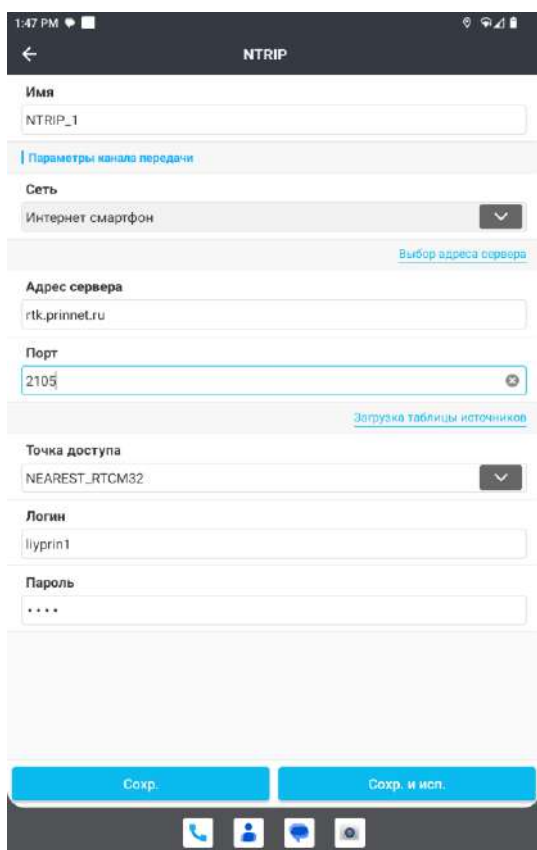 1:47 PM
NTRIP
Имя
NTRIP_1
Параметры канала передачи
Сеть
Интернет смартфон
Выбор адреса сервера
Адрес сервера
rtk.prinnet.ru
Порт
2105
Загрузка таблицы источников
Точка доступа
NEAREST_RTCM32
Логин
liyprin1
Пароль
••••
Сохр.
Сохр. и исп.